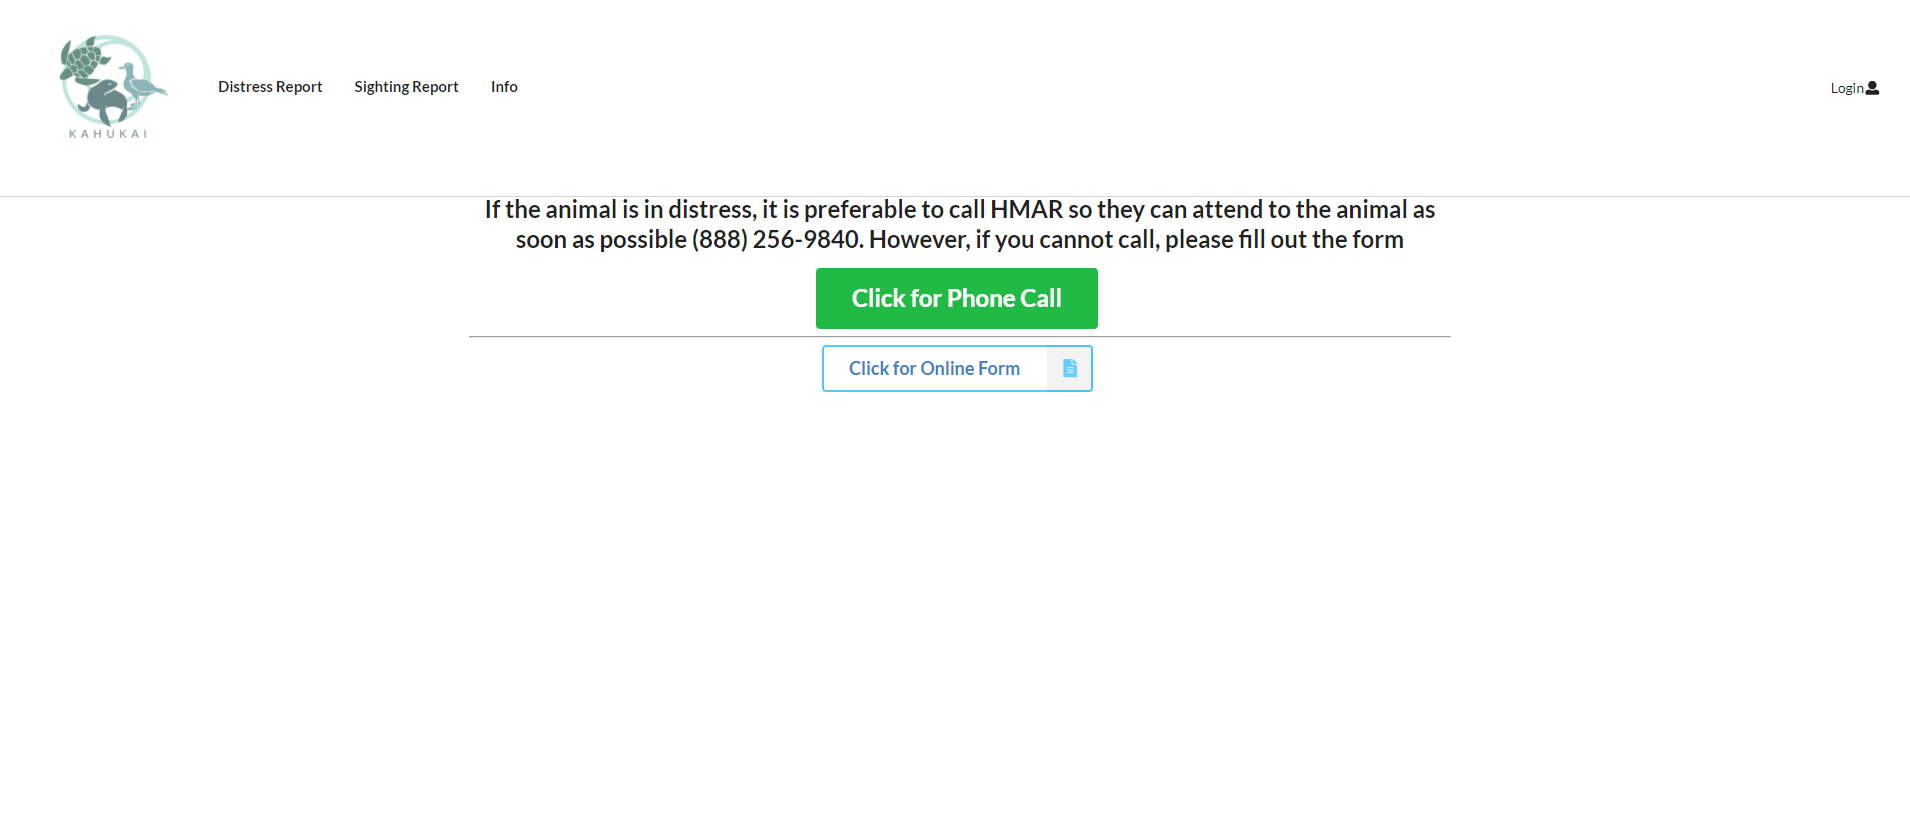 KAHUKAI
Distress Report
Sighting Report
Info
Login
If the animal is in distress, it is preferable to call HMAR so they can attend to the animal as
soon as possible (888) 256-9840. However, if you cannot call, please fill out the form
Click for Phone Call
Click for Online Form